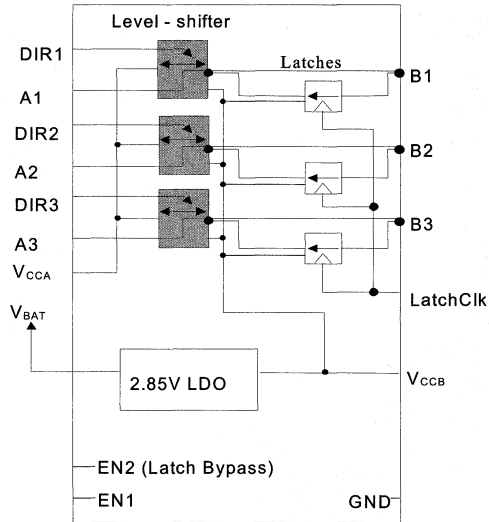 Level - shifter
DIR1
Latches
B1
A1
DIR2
B2
A2
DIR3
B3
A3
VCCA
LatchClk
VBAT
2.85V LDO
VCCB
EN2 (Latch Bypass)
EN1
GND